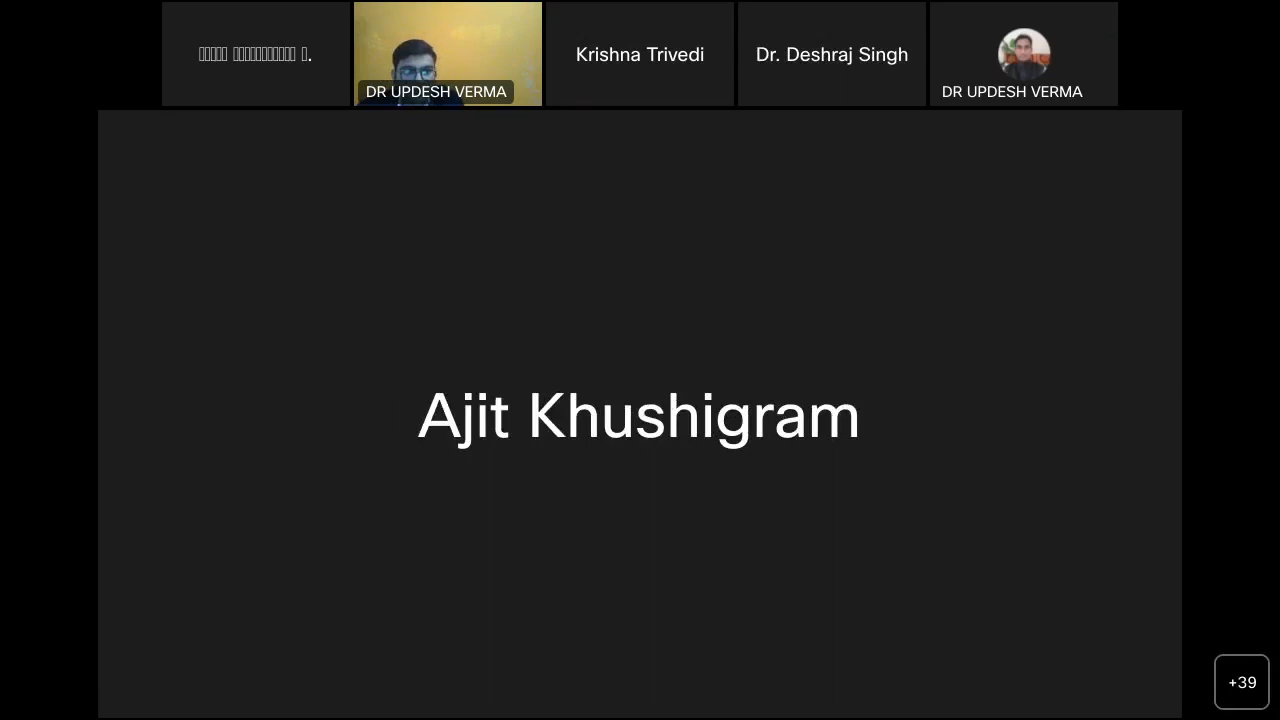 DR UPDESH VERMA
Krishna Trivedi
Dr. Deshraj Singh
DR UPDESH VERMA
Ajit Khushigram
+39